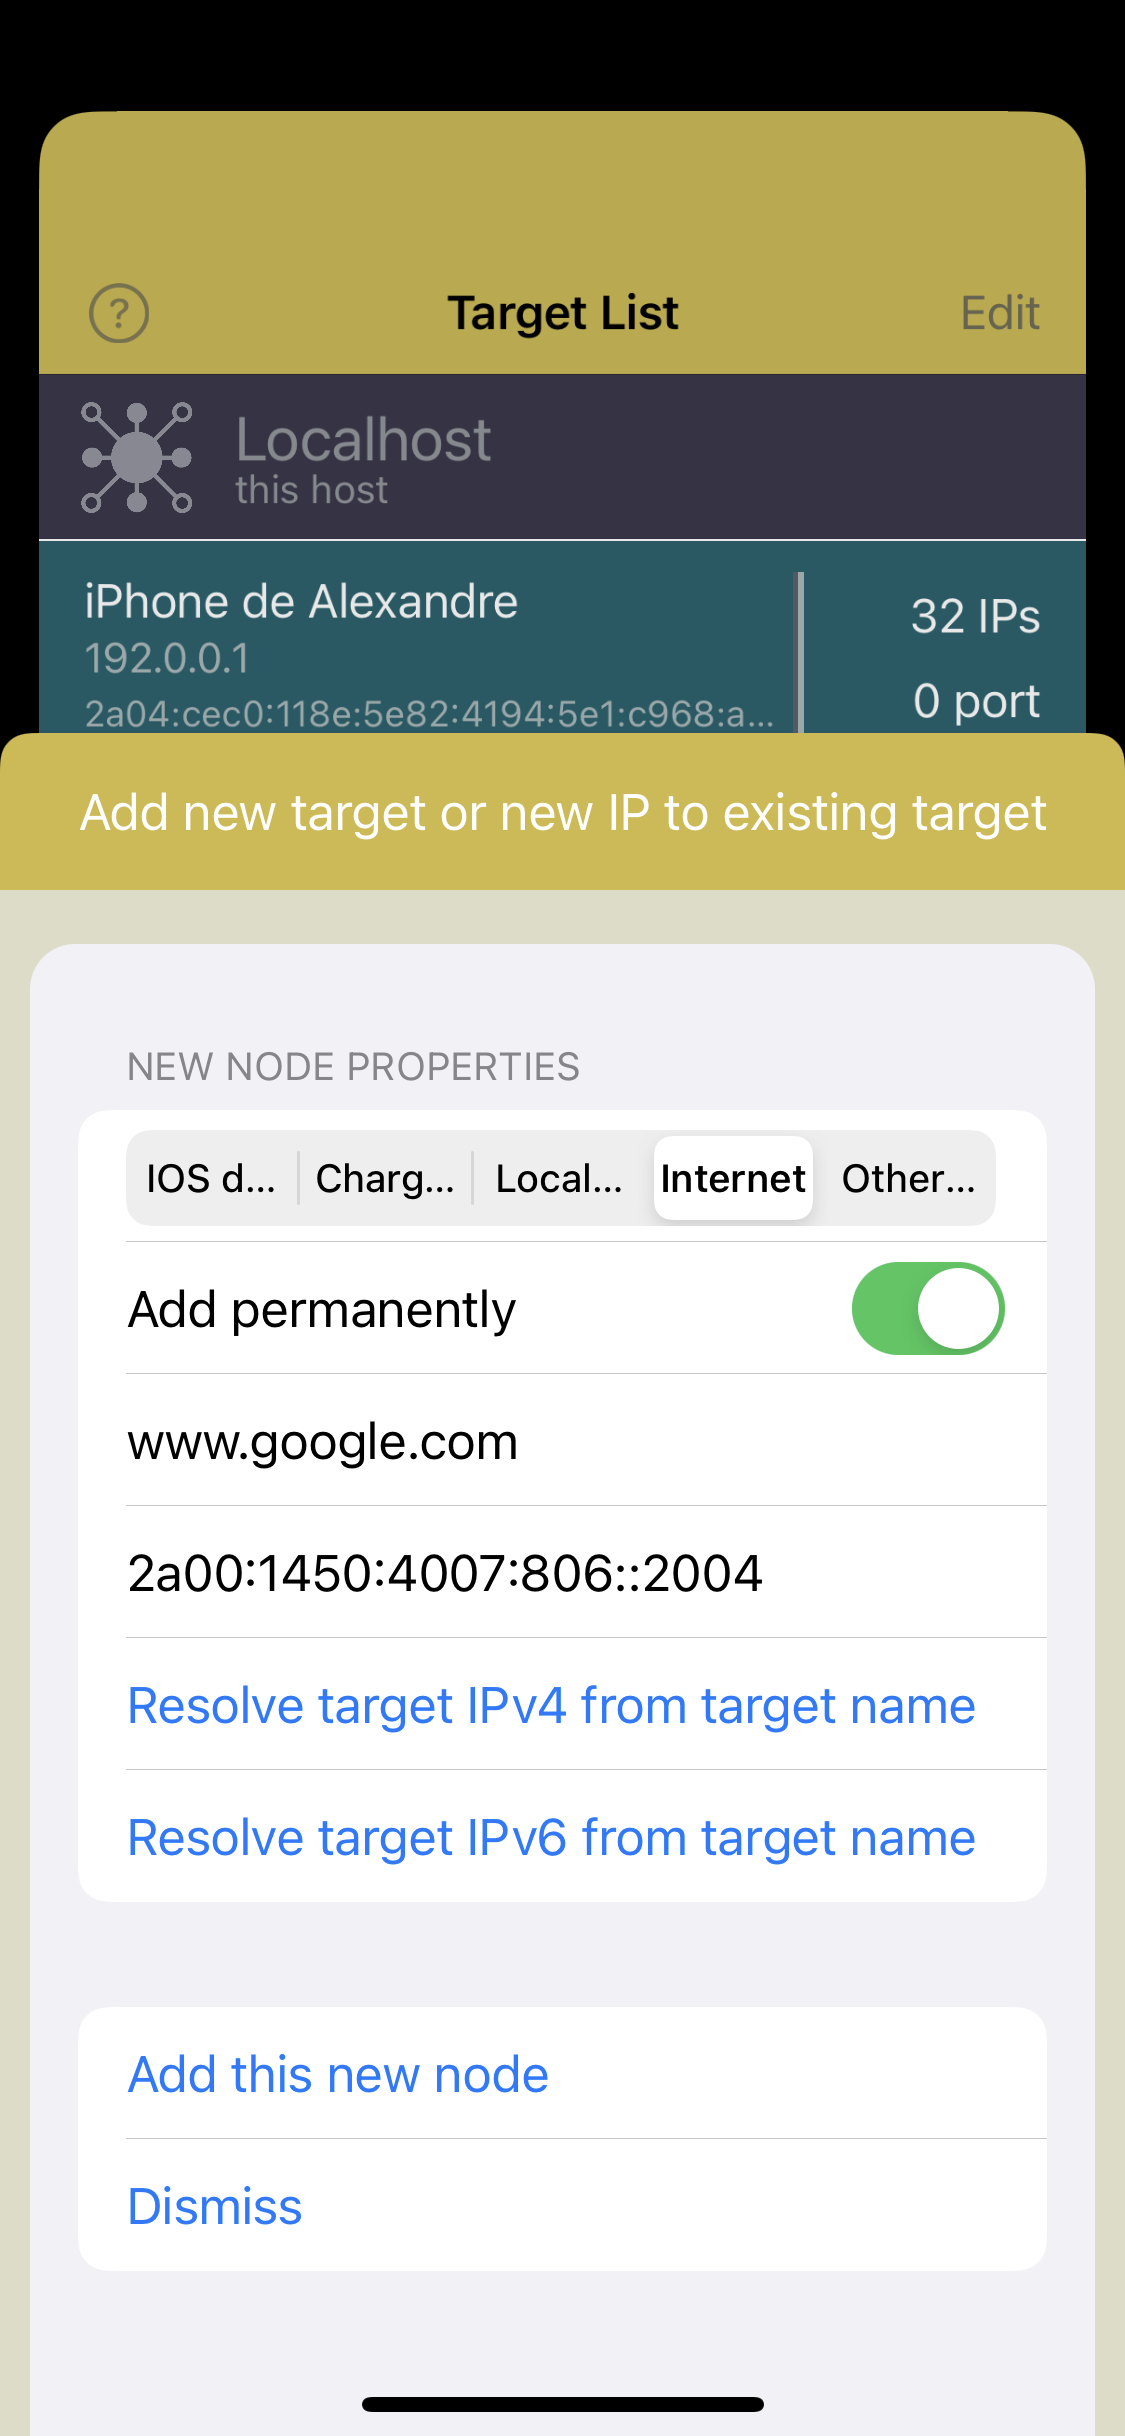 ?
Target List
Edit
Localhost
this host
iPhone de Alexandre
192.0.0.1
2a04:cec0:118e:5e82:4194:5e1:c968:a...
32 IPs
0 port
Add new target or new IP to existing target
NEW NODE PROPERTIES
IOS d... Charg... Local... Internet Other...
Add permanently
www.google.com
2a00:1450:4007:806::2004
Resolve target IPv4 from target name
Resolve target IPv6 from target name
Add this new node
Dismiss